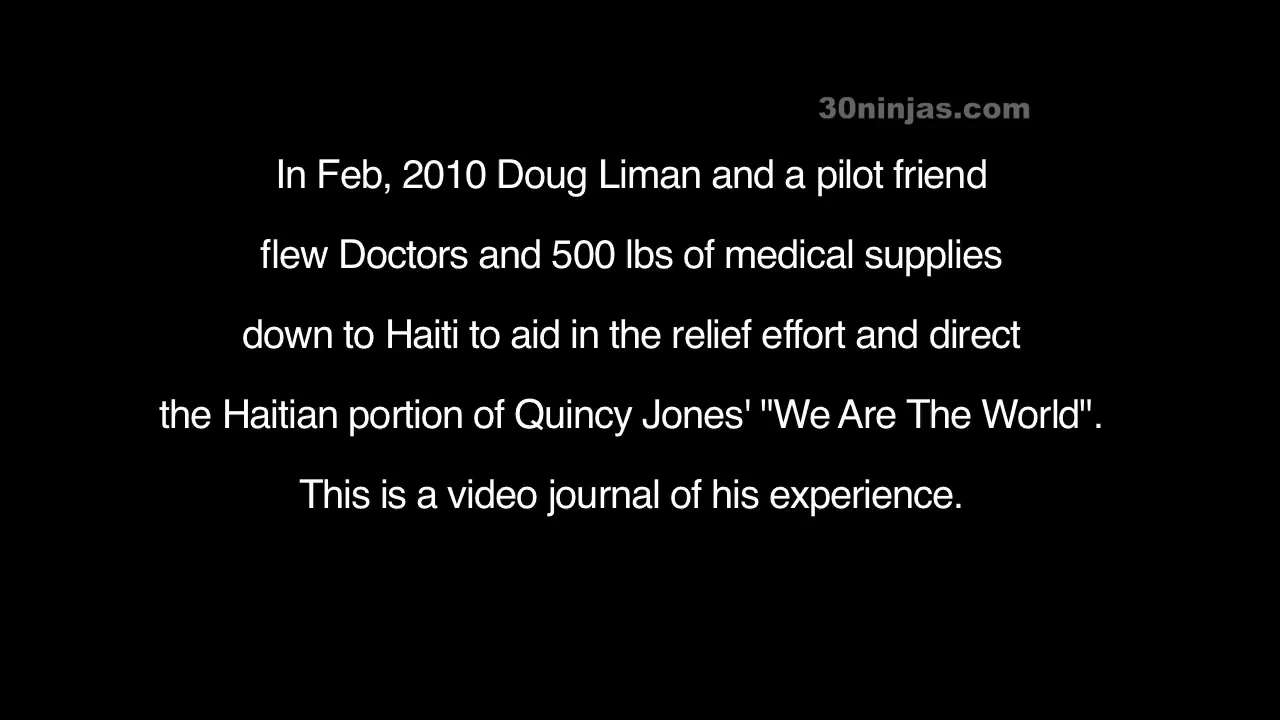 30ninjas.com
In Feb, 2010 Doug Liman and a pilot friend
flew Doctors and 500 lbs of medical supplies
down to Haiti to aid in the relief effort and direct
the Haitian portion of Quincy Jones' "We Are The World".
This is a video journal of his experience.